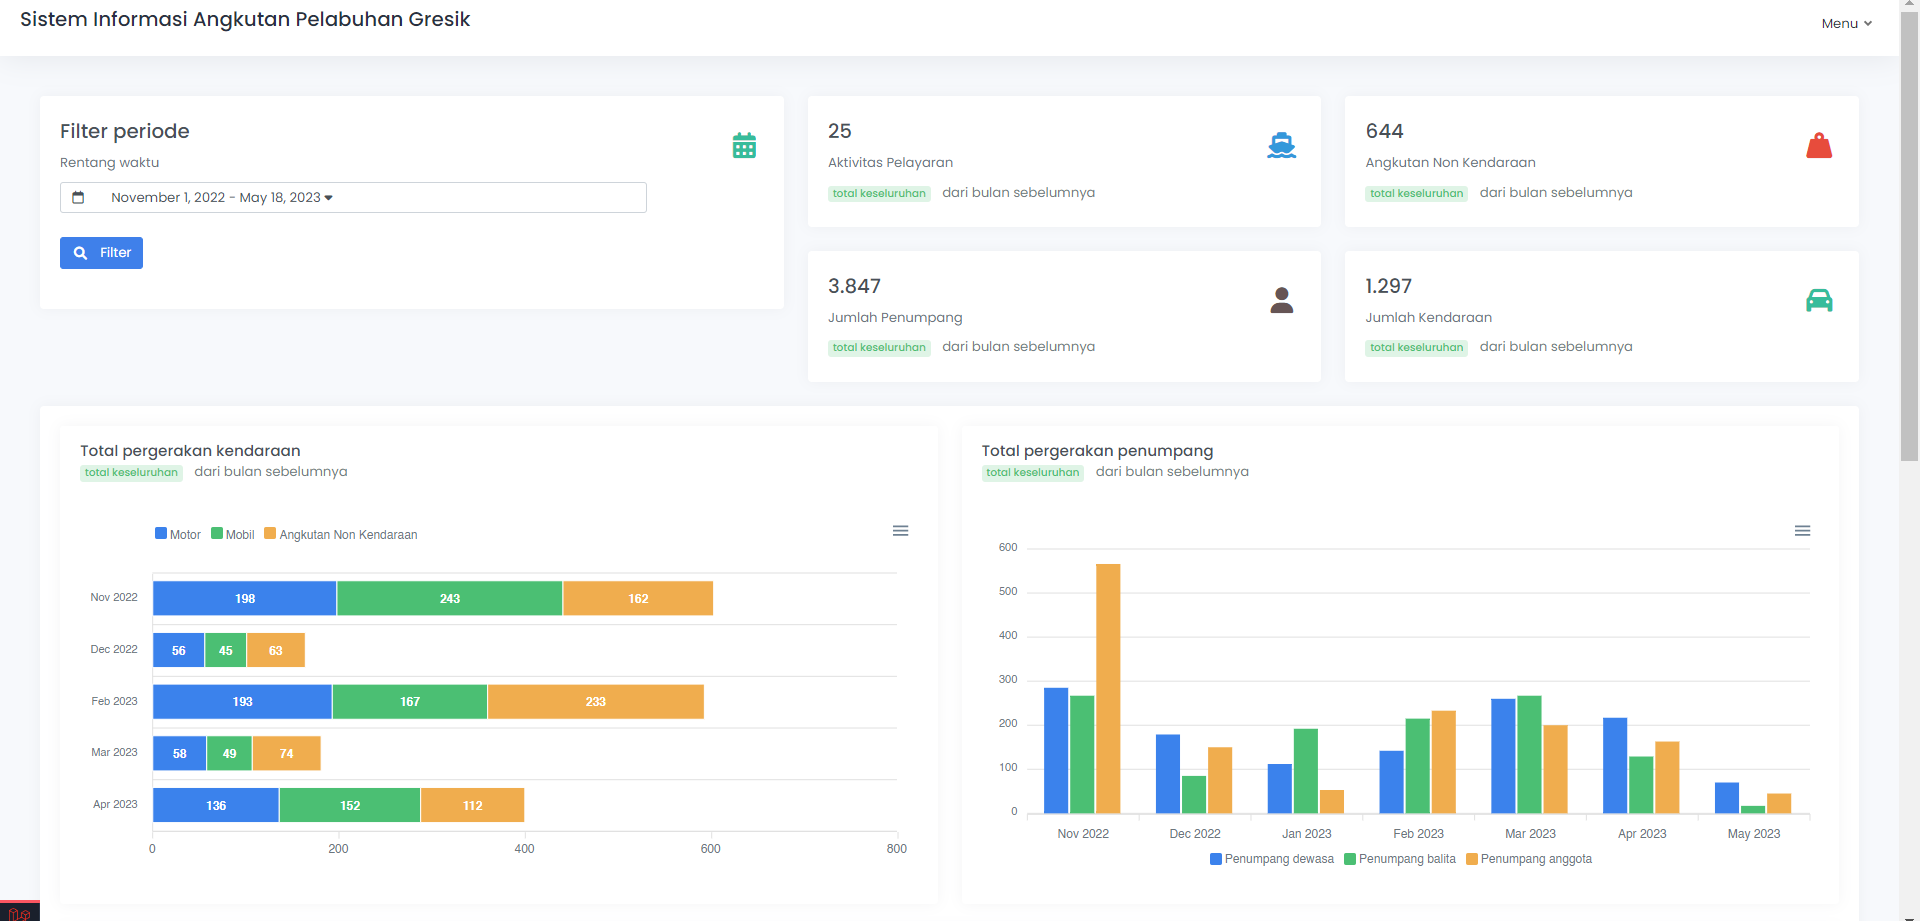 Sistem Informasi Angkutan Pelabuhan Gresik
Menu
Filter periode
Rentang waktu
November 1, 2022 - May 18, 2023
Filter
25
Aktivitas Pelayaran
total keseluruhan dari bulan sebelumnya
644
Angkutan Non Kendaraan
total keseluruhan dari bulan sebelumnya
3.847
Jumlah Penumpang
total keseluruhan dari bulan sebelumnya
1.297
Jumlah Kendaraan
total keseluruhan dari bulan sebelumnya
Total pergerakan kendaraan
total keseluruhan dari bulan sebelumnya
Motor Mobil Angkutan Non Kendaraan
Nov 2022 198 243 162
Dec 2022 56 45 63
Feb 2023 193 167 233
Mar 2023 58 49 74
Apr 2023 136 152 112
0 200 400 600 800
Total pergerakan penumpang
total keseluruhan dari bulan sebelumnya
600
500
400
300
200
100
0
Nov 2022 Dec 2022 Jan 2023 Feb 2023 Mar 2023 Apr 2023 May 2023
Penumpang dewasa Penumpang balita Penumpang anggota